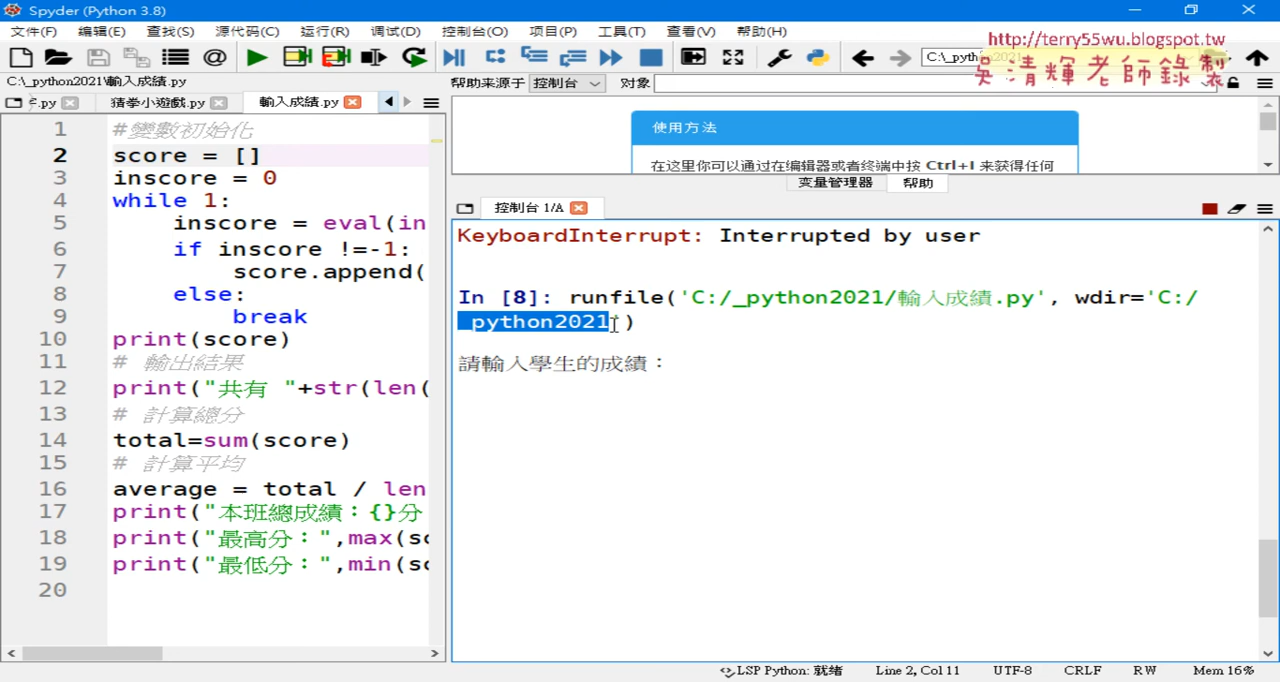 Spyder (Python 3.8)
文件(F) 编辑(E) 查找(S) 源代码(C) 运行(R) 调试(D) 控制台(O) 项目(P) 工具(T) 查看(V) 帮助(H)
http://terry55wu.blogspot.tw
吳清輝老師錄製
C:\_pyth
C:\_python2021\輸入成績.py
帮助来源于 控制台 对象
.py 猜拳小遊戲.py 輸入成績.py
使用方法
在这里你可以通过在编辑器或者终端中按 Ctrl+I 来获得任何
变量管理器 帮助
控制台 1/A
1 #變數初始化
2 score = []
3 inscore = 0
4 while 1:
5 inscore = eval(in
6 if inscore !=-1:
7 score.append(
8 else:
9 break
10 print(score)
11 # 輸出結果
12 print("共有 "+str(len(
13 # 計算總分
14 total=sum(score)
15 # 計算平均
16 average = total / len
17 print("本班總成績：{}分
18 print("最高分：",max(sc
19 print("最低分：",min(sc
20
KeyboardInterrupt: Interrupted by user
In [8]: runfile('C:/_python2021/輸入成績.py', wdir='C:/
_python2021')
請輸入學生的成績：
LSP Python: 就绪 Line 2, Col 11 UTF-8 CRLF RW Mem 16%